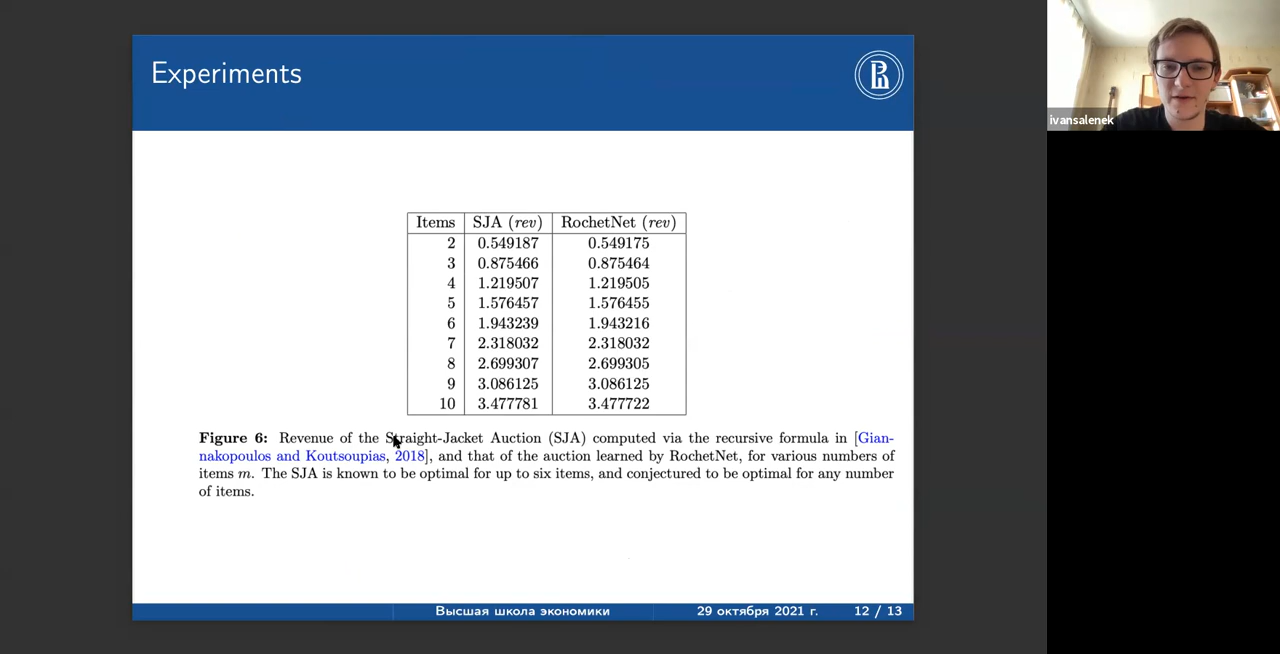 Experiments
ivansalenek
Items SJA (rev) RochetNet (rev)
2 0.549187 0.549175
3 0.875466 0.875464
4 1.219507 1.219505
5 1.576457 1.576455
6 1.943239 1.943216
7 2.318032 2.318032
8 2.699307 2.699305
9 3.086125 3.086125
10 3.477781 3.477722
Figure 6: Revenue of the Straight-Jacket Auction (SJA) computed via the recursive formula in [Gian-
nakopoulos and Koutsoupias, 2018], and that of the auction learned by RochetNet, for various numbers of
items m. The SJA is known to be optimal for up to six items, and conjectured to be optimal for any number
of items.
Высшая школа экономики 29 октября 2021 г. 12 / 13